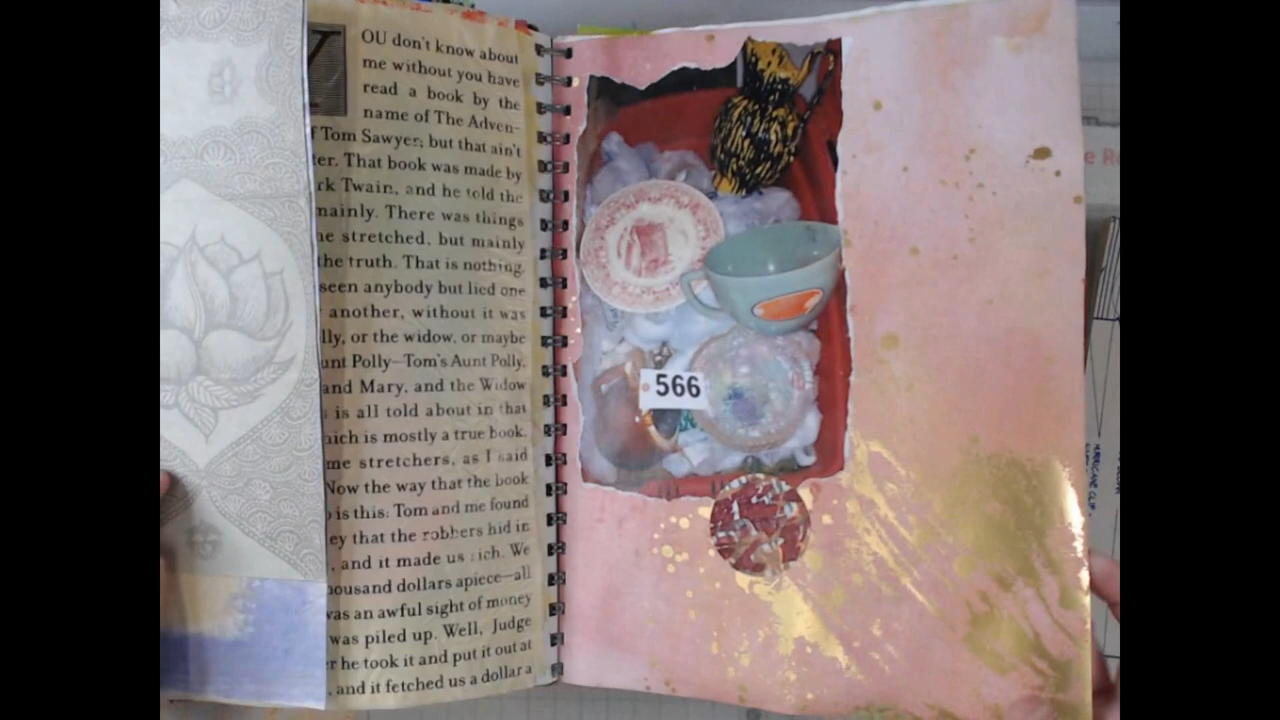 Y
OU don't know about
me without you have
read a book by the
name of The Adven-
f Tom Sawyer; but that ain't
ter. That book was made by
rk Twain, and he told the
mainly. There was things
he stretched, but mainly
the truth. That is nothing.
seen anybody but lied one
another, without it was
lly, or the widow, or maybe
unt Polly—Tom's Aunt Polly,
and Mary, and the Widow
is all told about in that
hich is mostly a true book.
me stretchers, as I said
Now the way that the book
is this: Tom and me found
ey that the robbers hid in
, and it made us rich. We
housand dollars apiece—all
was an awful sight of money
was piled up. Well, Judge
r he took it and put it out at
, and it fetched us a dollar a
566